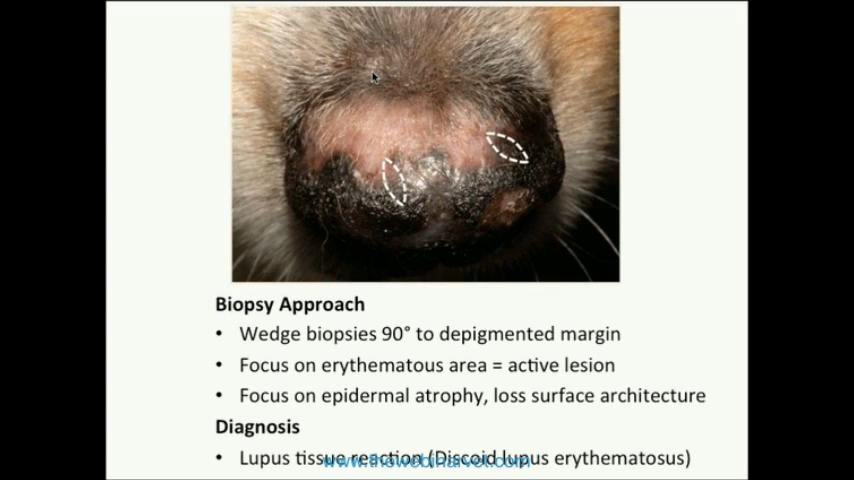 Biopsy Approach
• Wedge biopsies 90° to depigmented margin
• Focus on erythematous area = active lesion
• Focus on epidermal atrophy, loss surface architecture
Diagnosis
• Lupus tissue reaction (Discoid lupus erythematosus)
www.thewebinarvet.com